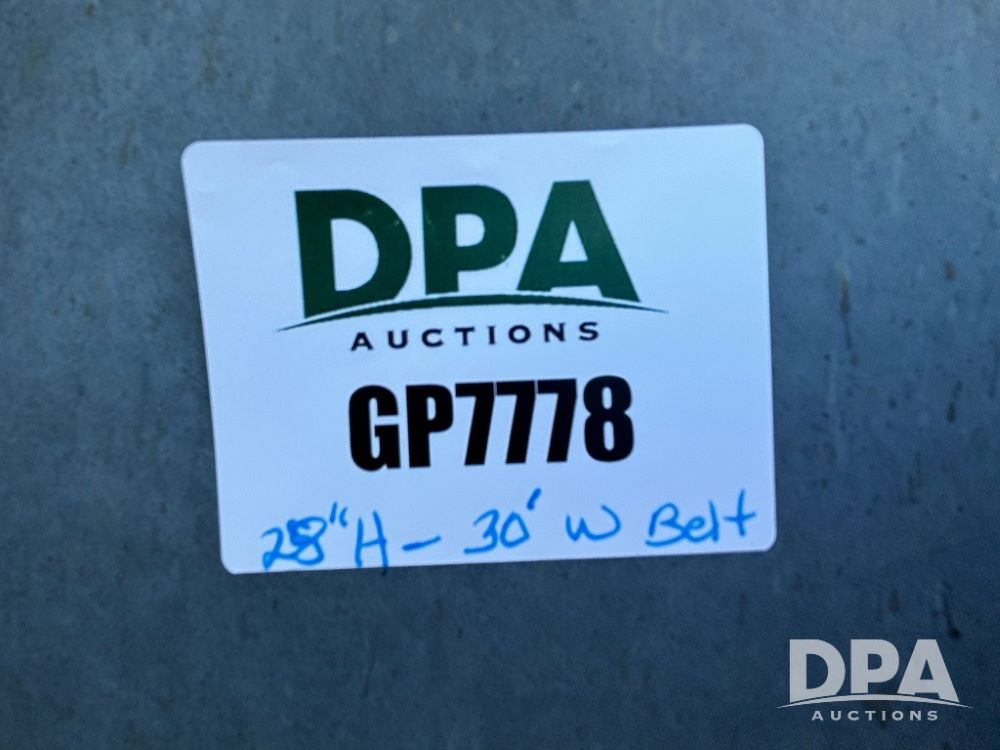 DPA
AUCTIONS
GP7778
28"H - 30' W Belt
DPA
AUCTIONS